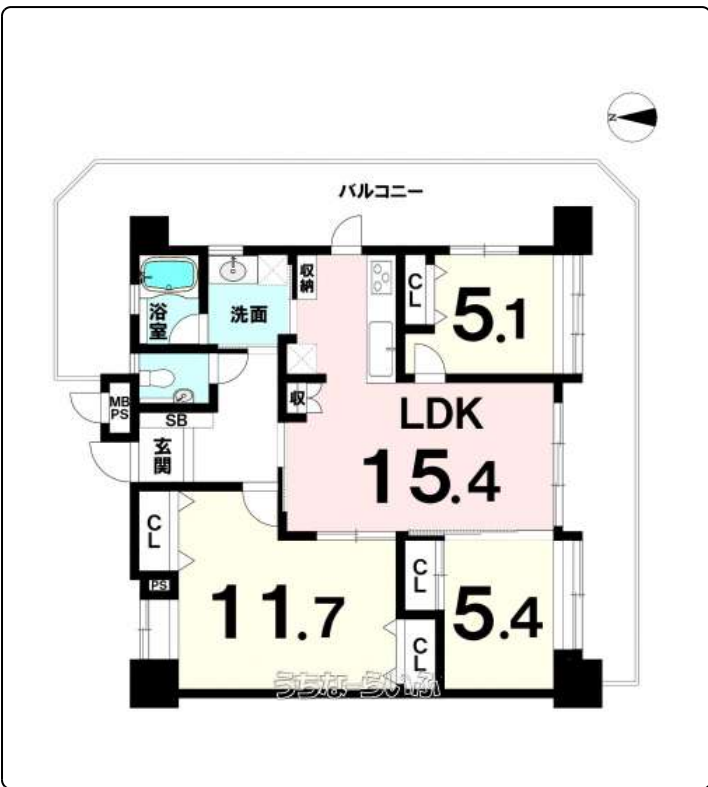 N
バルコニー
収納
CL
5.1
浴室
洗面
MB
PS
SB
収
LDK
15.4
玄関
CL
PS
11.7
CL
5.4
CL
うちなーらいふ